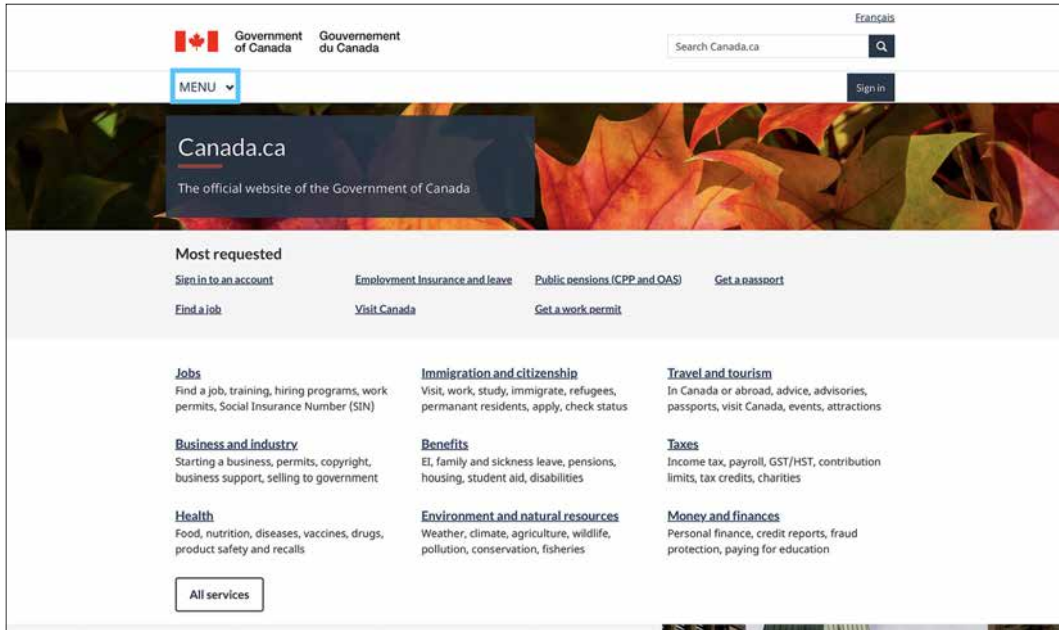 Français
Government of Canada
Gouvernement du Canada
Search Canada.ca
MENU
Sign in
Canada.ca
The official website of the Government of Canada
Most requested
Sign in to an account
Employment Insurance and leave
Public pensions (CPP and OAS)
Get a passport
Find a job
Visit Canada
Get a work permit
Jobs
Find a job, training, hiring programs, work
permits, Social Insurance Number (SIN)
Immigration and citizenship
Visit, work, study, immigrate, refugees,
permanant residents, apply, check status
Travel and tourism
In Canada or abroad, advice, advisories,
passports, visit Canada, events, attractions
Business and industry
Starting a business, permits, copyright,
business support, selling to government
Benefits
EI, family and sickness leave, pensions,
housing, student aid, disabilities
Taxes
Income tax, payroll, GST/HST, contribution
limits, tax credits, charities
Health
Food, nutrition, diseases, vaccines, drugs,
product safety and recalls
Environment and natural resources
Weather, climate, agriculture, wildlife,
pollution, conservation, fisheries
Money and finances
Personal finance, credit reports, fraud
protection, paying for education
All services